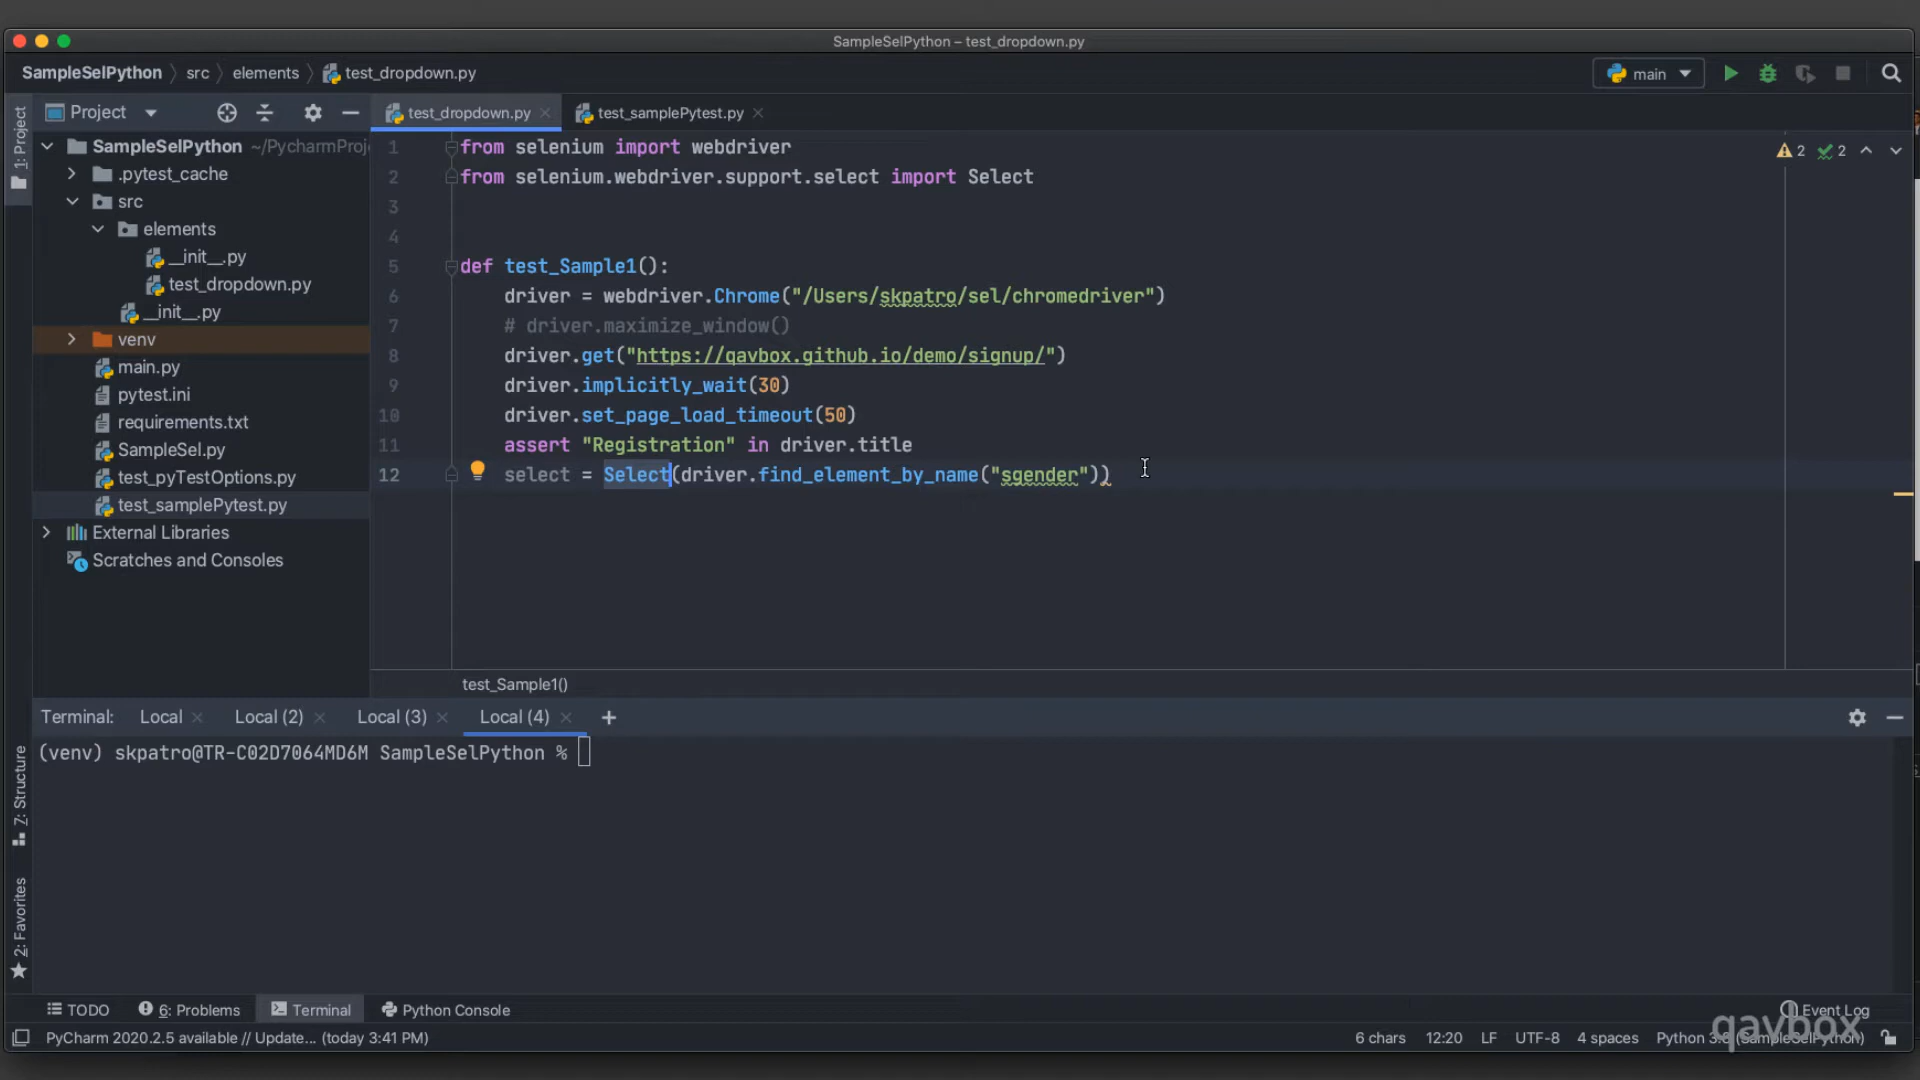 SampleSelPython – test_dropdown.py
SampleSelPython src elements test_dropdown.py main
1: Project
Project
test_dropdown.py test_samplePytest.py
SampleSelPython ~/PycharmProj
.pytest_cache
src
elements
__init__.py
test_dropdown.py
__init__.py
venv
main.py
pytest.ini
requirements.txt
SampleSel.py
test_pyTestOptions.py
test_samplePytest.py
External Libraries
Scratches and Consoles
2 2
1 from selenium import webdriver
2 from selenium.webdriver.support.select import Select
3
4
5 def test_Sample1():
6 driver = webdriver.Chrome("/Users/skpatro/sel/chromedriver")
7 # driver.maximize_window()
8 driver.get("https://qavbox.github.io/demo/signup/")
9 driver.implicitly_wait(30)
10 driver.set_page_load_timeout(50)
11 assert "Registration" in driver.title
12 select = Select(driver.find_element_by_name("sgender"))
test_Sample1()
Terminal: Local Local (2) Local (3) Local (4)
(venv) skpatro@TR-C02D7064MD6M SampleSelPython %
7: Structure
2: Favorites
TODO 6: Problems Terminal Python Console Event Log
PyCharm 2020.2.5 available // Update... (today 3:41 PM) 6 chars 12:20 LF UTF-8 4 spaces Python (SampleSelPython)
qavbox